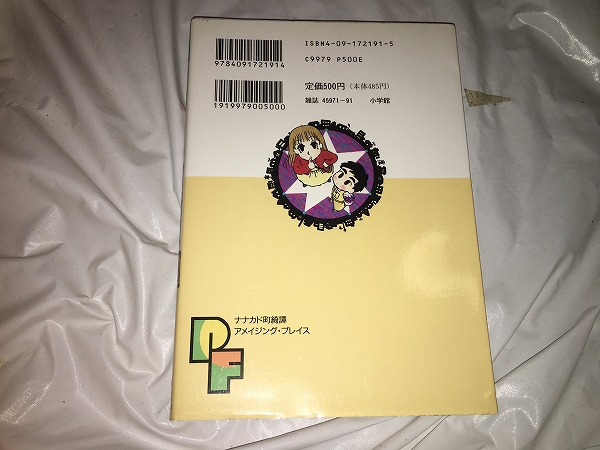 ISBN4-09-172191-5
C9979 P500E
9784091721914
定価500円(本体485円)
雑誌 45971-91 小学館
1919979005000
ナナカド町綺譚
アメイジング・プレイス
PF